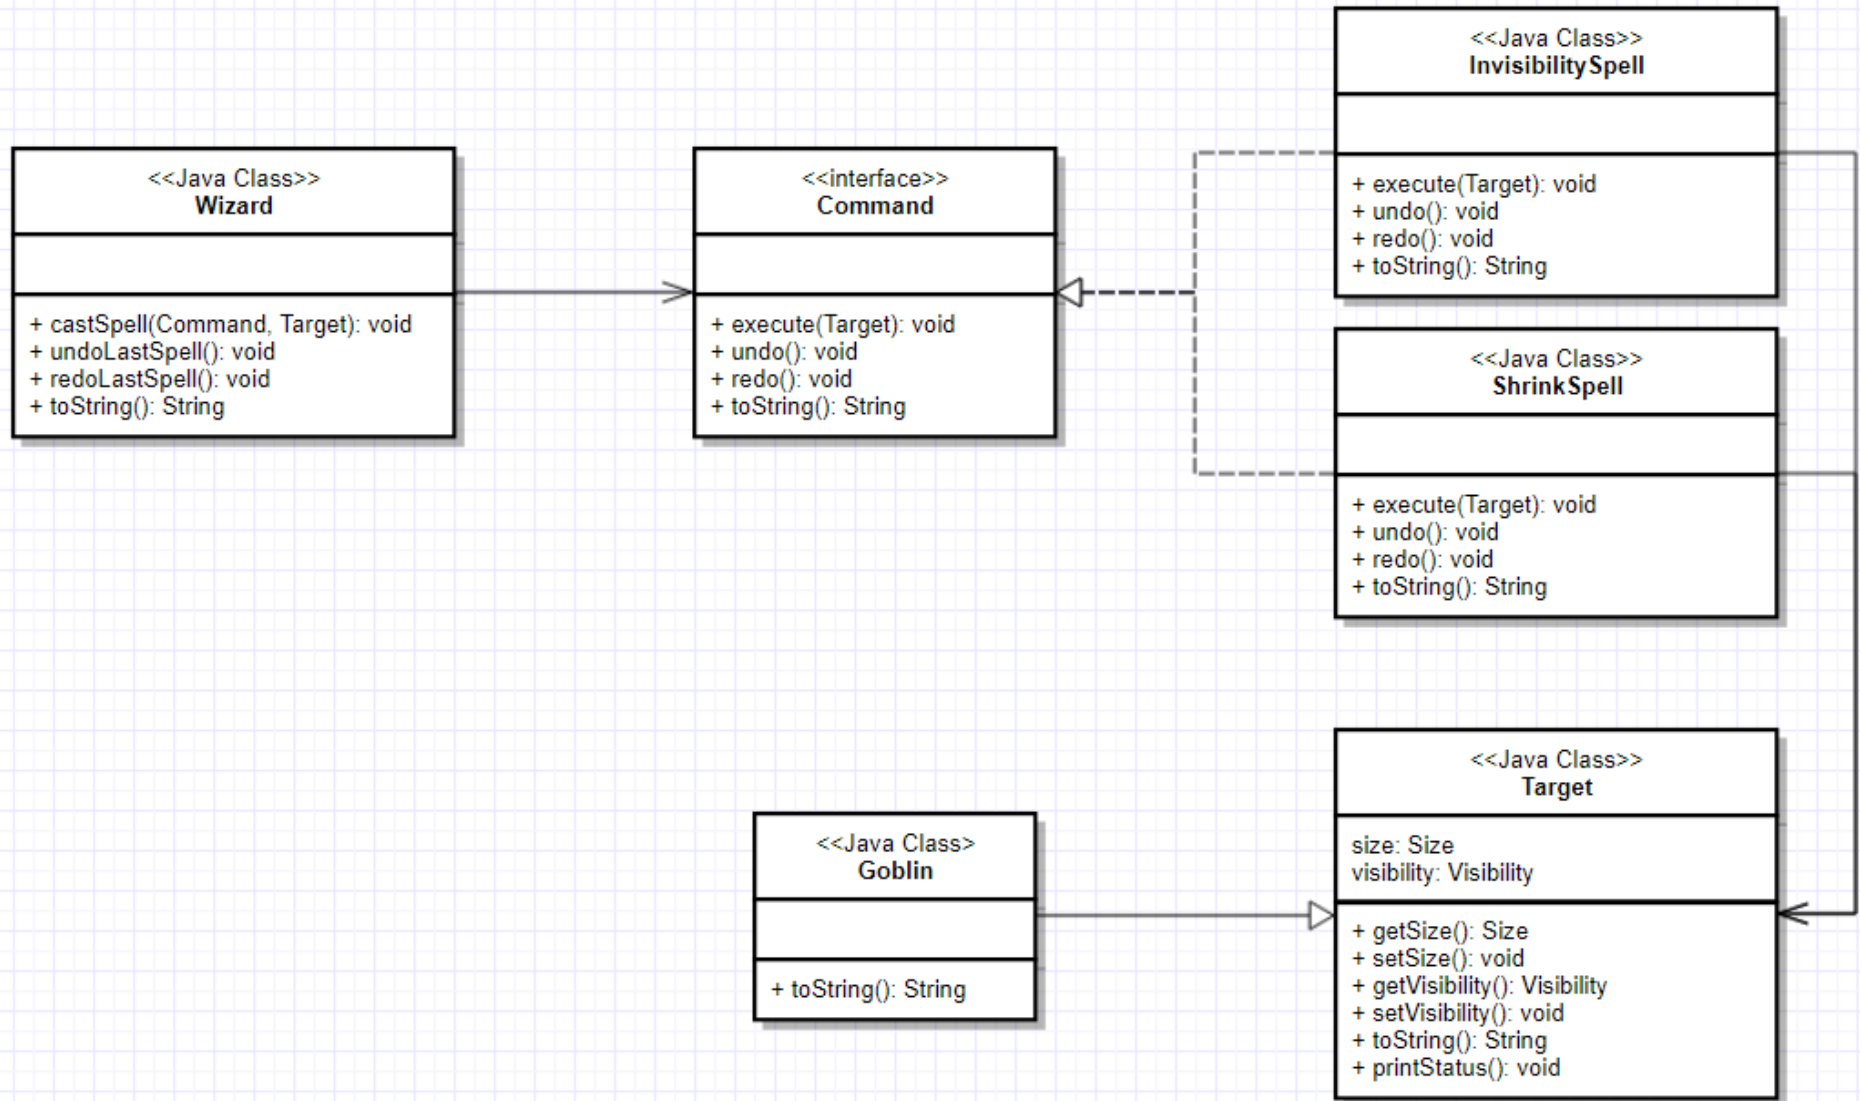 <<Java Class>>
Wizard
+ castSpell(Command, Target): void
+ undoLastSpell(): void
+ redoLastSpell(): void
+ toString(): String
<<interface>>
Command
+ execute(Target): void
+ undo(): void
+ redo(): void
+ toString(): String
<<Java Class>>
InvisibilitySpell
+ execute(Target): void
+ undo(): void
+ redo(): void
+ toString(): String
<<Java Class>>
ShrinkSpell
+ execute(Target): void
+ undo(): void
+ redo(): void
+ toString(): String
<<Java Class>
Goblin
+ toString(): String
<<Java Class>>
Target
size: Size
visibility: Visibility
+ getSize(): Size
+ setSize(): void
+ getVisibility(): Visibility
+ setVisibility(): void
+ toString(): String
+ printStatus(): void